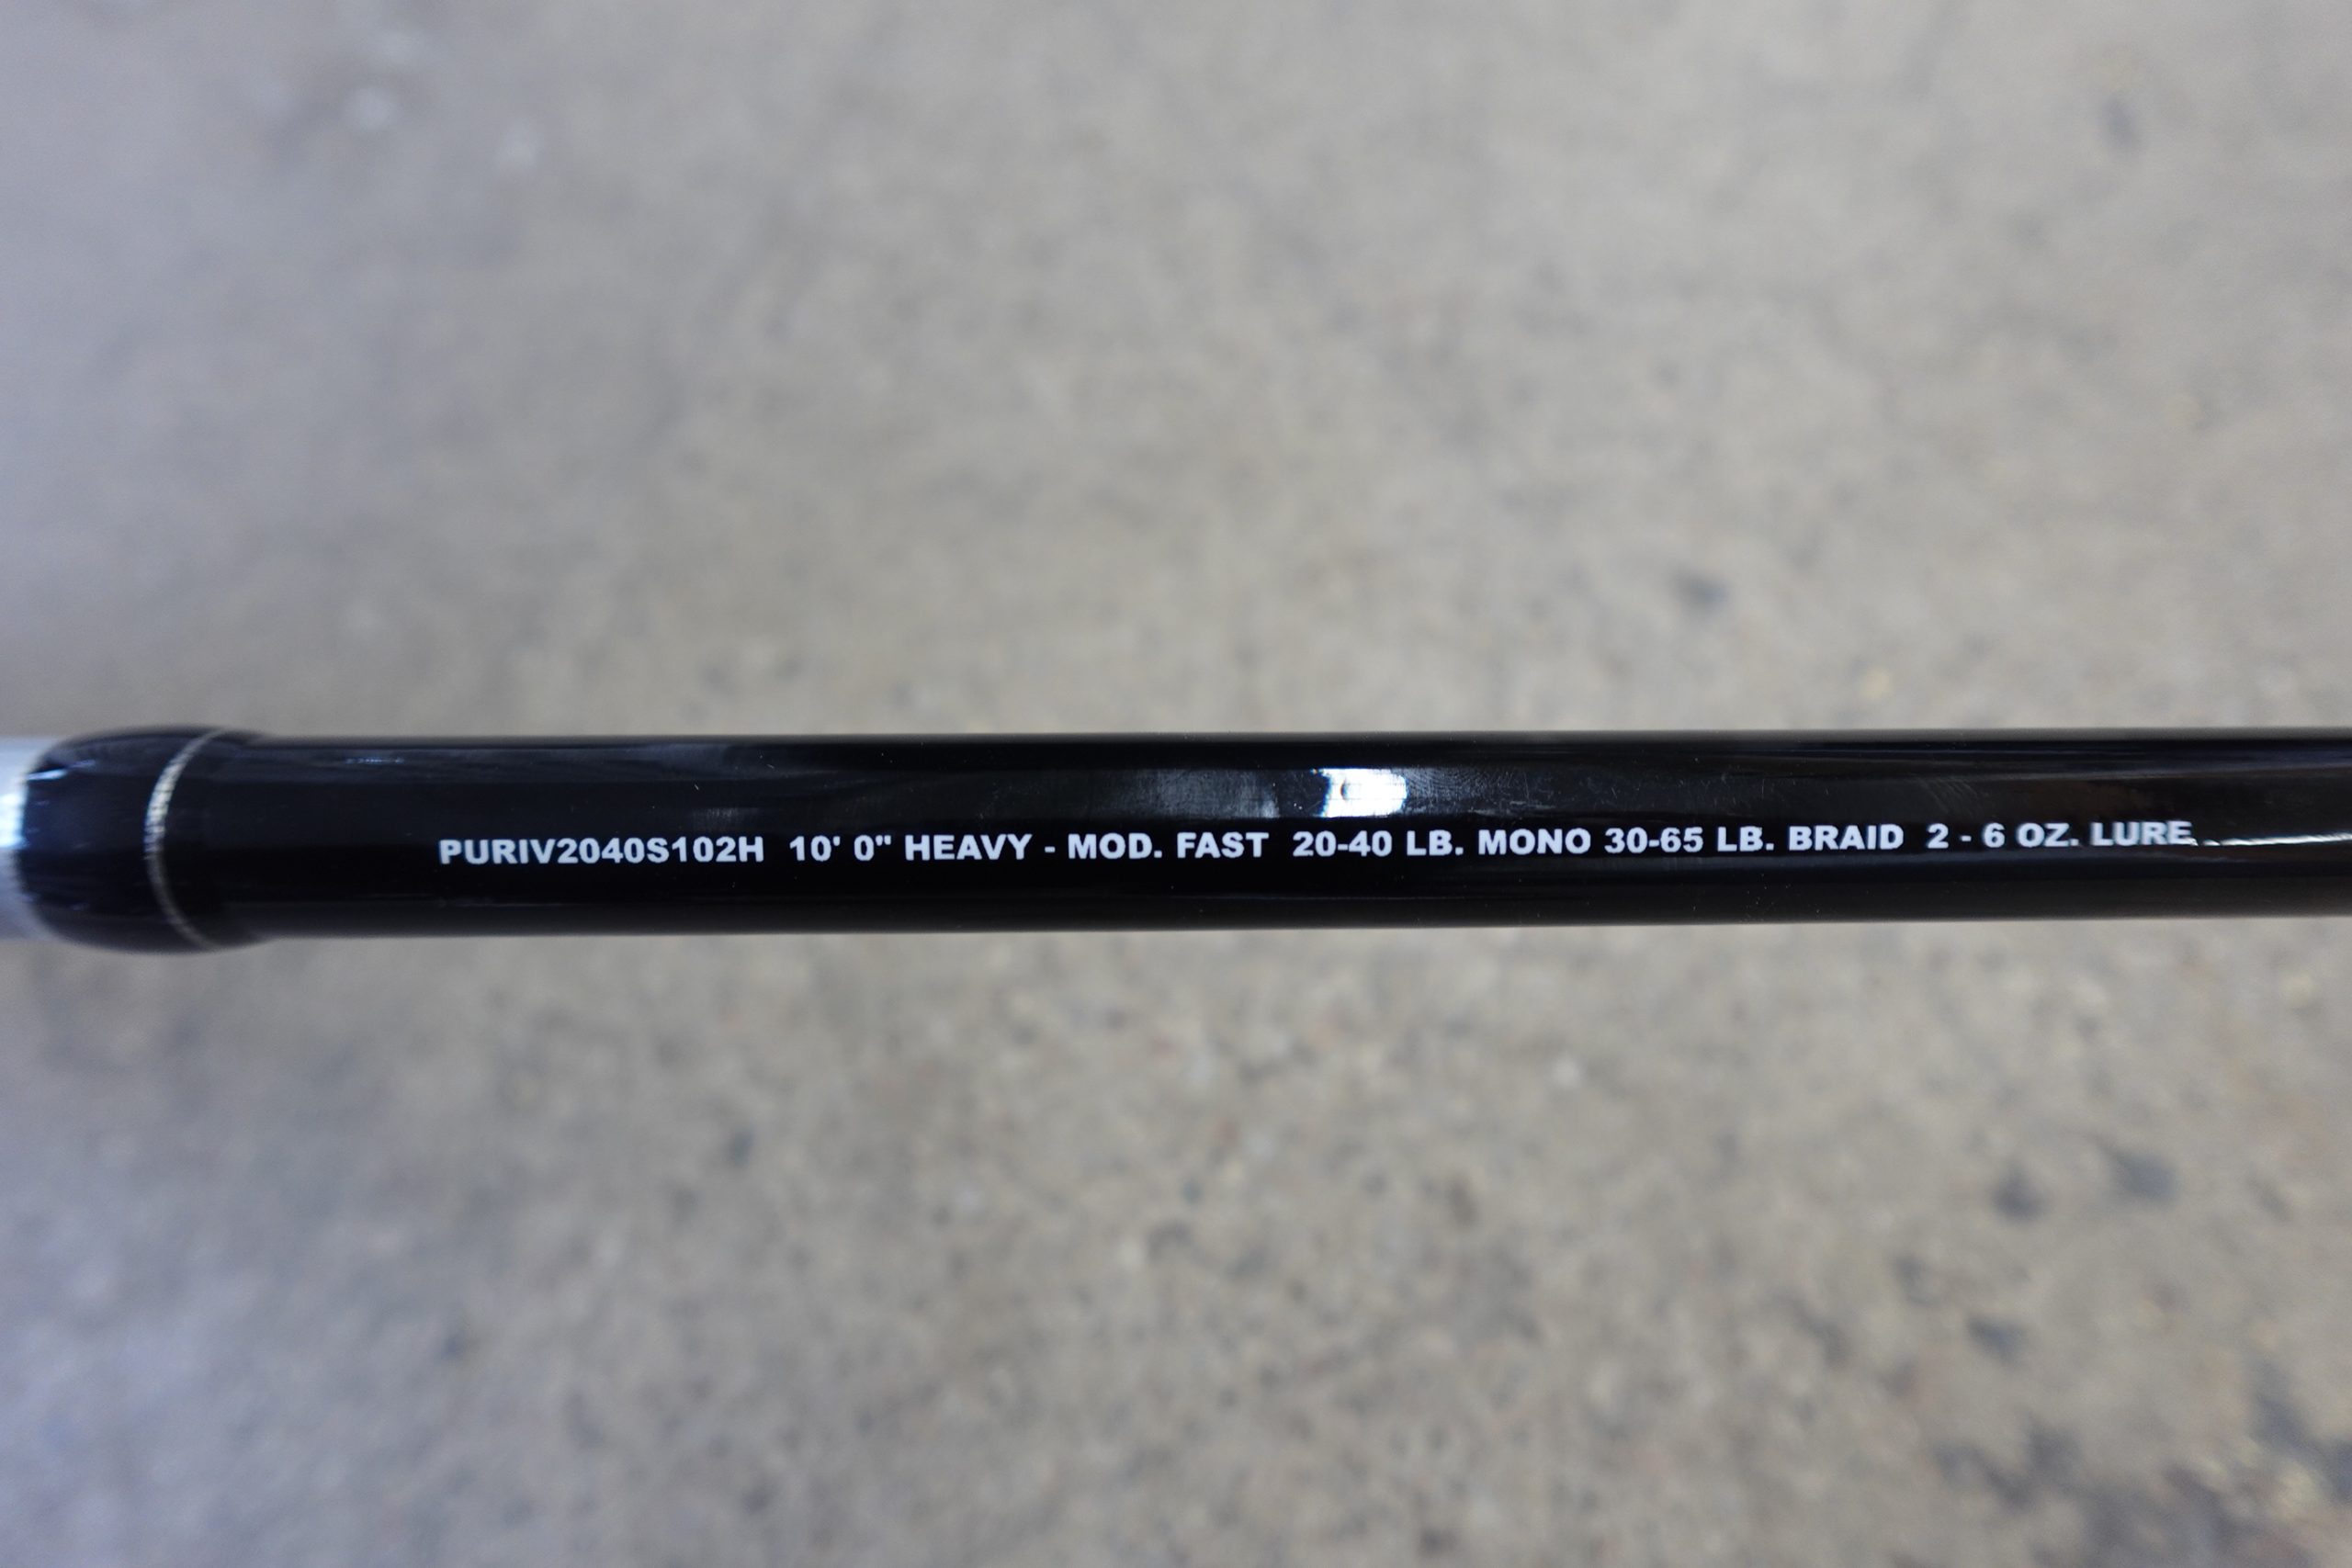 PURIV2040S102H 10' 0" HEAVY - MOD. FAST 20-40 LB. MONO 30-65 LB. BRAID 2 - 6 OZ. LURE